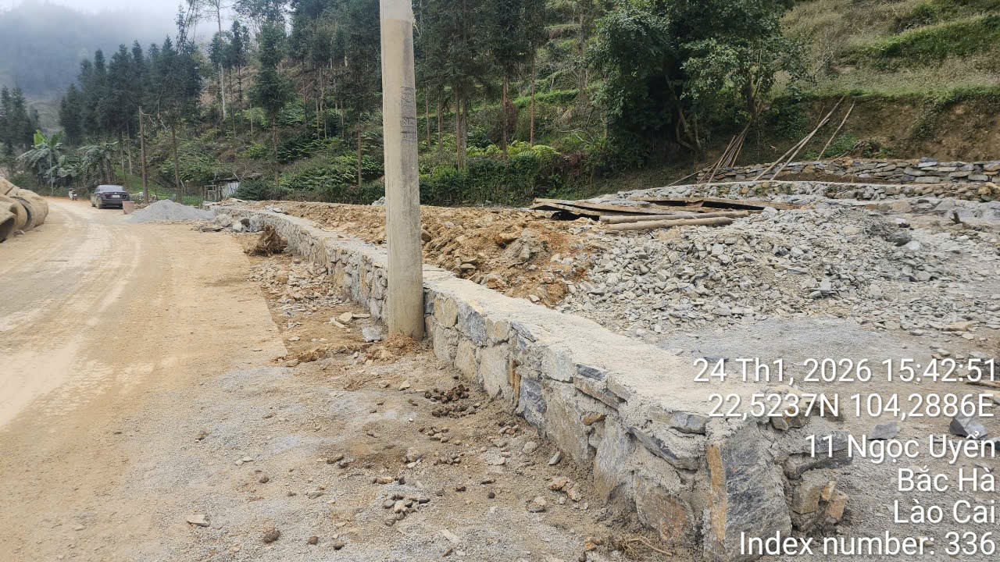 24 Th1, 2026 15:42:51
22,5237N 104,2886E
11 Ngọc Uyển
Bắc Hà
Lào Cai
Index number: 336